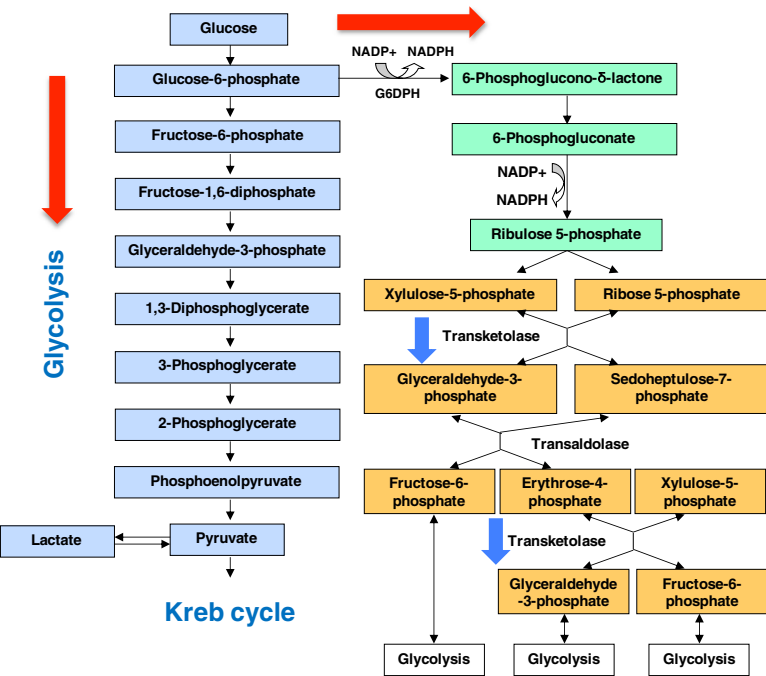 Glucose
NADP+ NADPH
Glucose-6-phosphate
G6DPH
6-Phosphoglucono-δ-lactone
Fructose-6-phosphate
6-Phosphogluconate
NADP+
NADPH
Fructose-1,6-diphosphate
Ribulose 5-phosphate
Glyceraldehyde-3-phosphate
Glycolysis
Xylulose-5-phosphate
Ribose 5-phosphate
1,3-Diphosphoglycerate
Transketolase
3-Phosphoglycerate
Glyceraldehyde-3-
phosphate
Sedoheptulose-7-
phosphate
2-Phosphoglycerate
Transaldolase
Phosphoenolpyruvate
Fructose-6-
phosphate
Erythrose-4-
phosphate
Xylulose-5-
phosphate
Lactate
Pyruvate
Transketolase
Kreb cycle
Glyceraldehyde
-3-phosphate
Fructose-6-
phosphate
Glycolysis
Glycolysis
Glycolysis